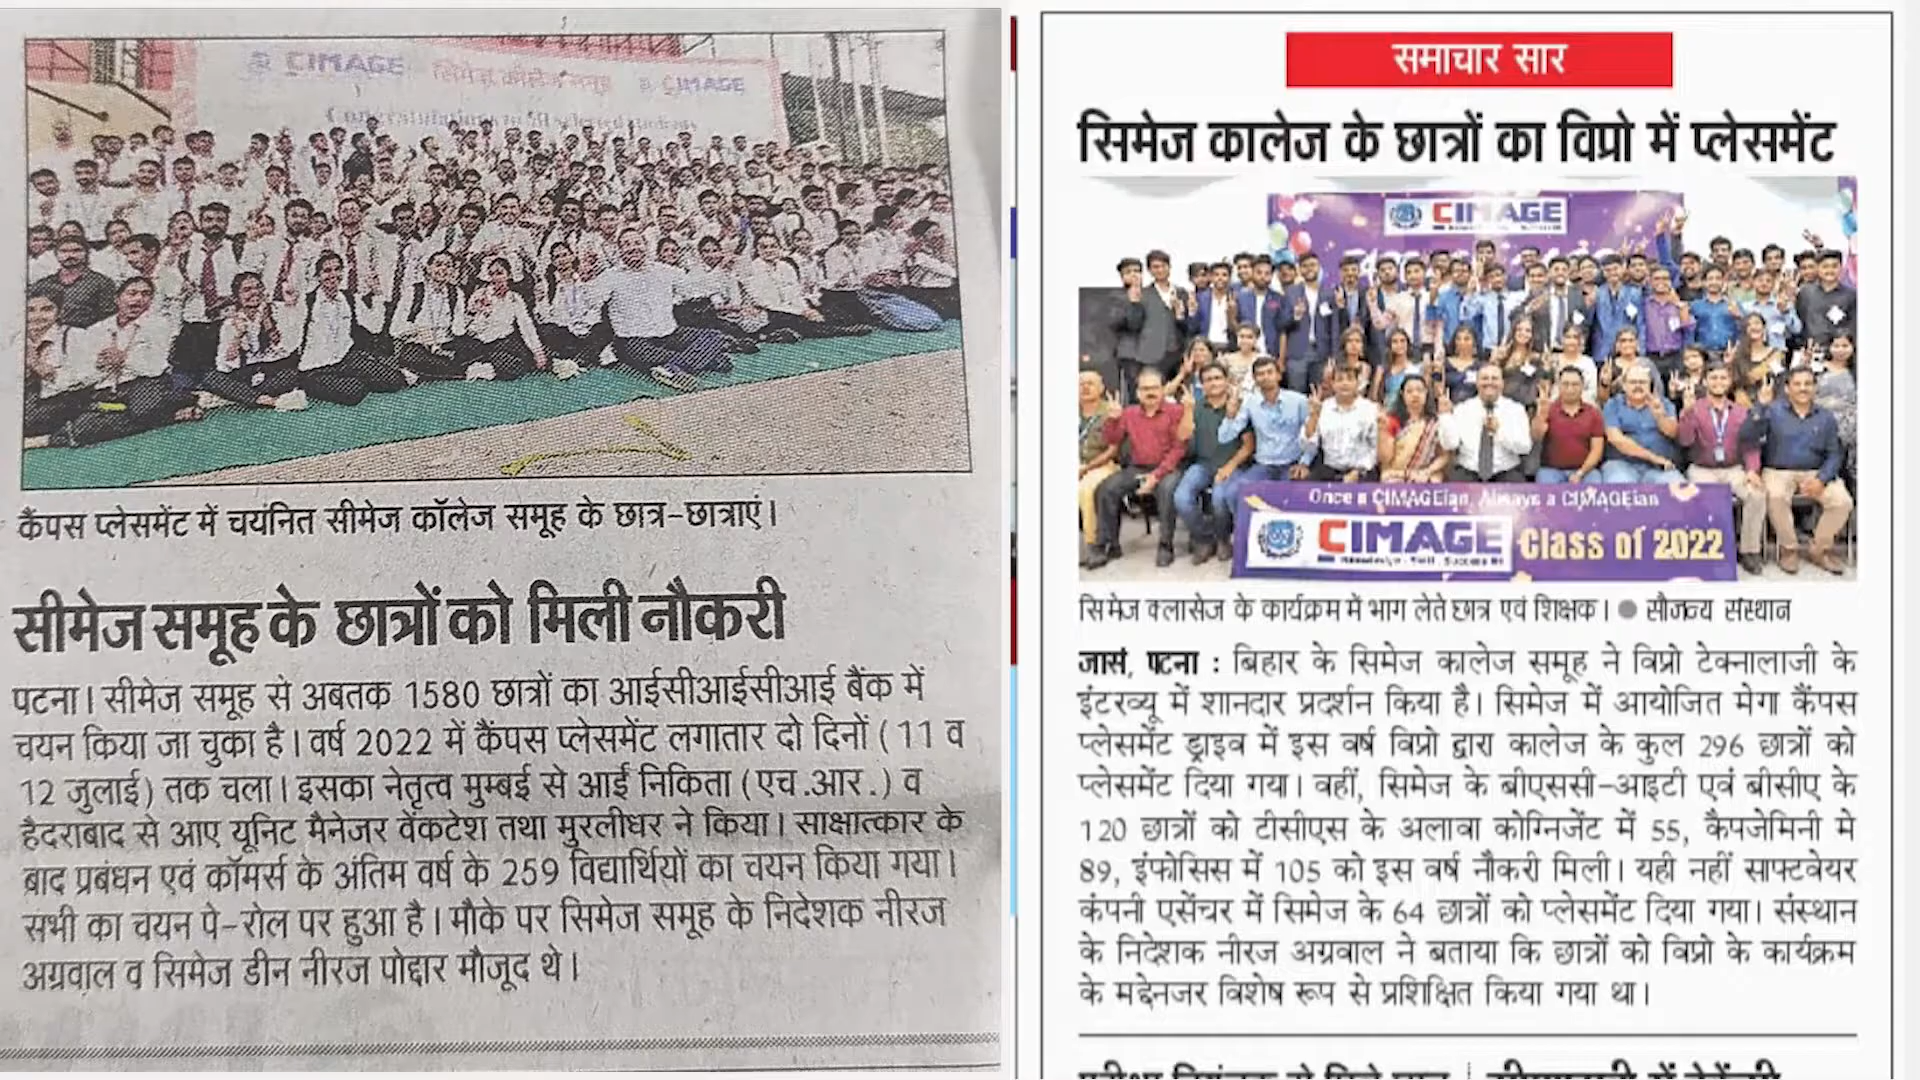 CIMAGE सिमेज कॉलेज समूह CIMAGE
Congratulations
कैंपस प्लेसमेंट में चयनित सीमेज कॉलेज समूह के छात्र-छात्राएं।
सीमेज समूह के छात्रों को मिली नौकरी
पटना। सीमेज समूह से अबतक 1580 छात्रों का आईसीआईसीआई बैंक में
चयन किया जा चुका है। वर्ष 2022 में कैंपस प्लेसमेंट लगातार दो दिनों (11 व
12 जुलाई) तक चला। इसका नेतृत्व मुम्बई से आई निकिता (एच.आर.) व
हैदराबाद से आए यूनिट मैनेजर वेंकटेश तथा मुरलीधर ने किया। साक्षात्कार के
बाद प्रबंधन एवं कॉमर्स के अंतिम वर्ष के 259 विद्यार्थियों का चयन किया गया।
सभी का चयन पे-रोल पर हुआ है। मौके पर सिमेज समूह के निदेशक नीरज
अग्रवाल व सिमेज डीन नीरज पोद्दार मौजूद थे।
समाचार सार
सिमेज कालेज के छात्रों का विप्रो में प्लेसमेंट
CIMAGE
Once a CIMAGEian, Always a CIMAGEian
CIMAGE Class of 2022
सिमेज क्लासेज के कार्यक्रम में भाग लेते छात्र एवं शिक्षक। ● सौजन्य संस्थान
जासं, पटना : बिहार के सिमेज कालेज समूह ने विप्रो टेक्नालाजी के
इंटरव्यू में शानदार प्रदर्शन किया है। सिमेज में आयोजित मेगा कैंपस
प्लेसमेंट ड्राइव में इस वर्ष विप्रो द्वारा कालेज के कुल 296 छात्रों को
प्लेसमेंट दिया गया। वहीं, सिमेज के बीएससी-आइटी एवं बीसीए के
120 छात्रों को टीसीएस के अलावा कोग्निजेंट में 55, कैपजेमिनी मे
89, इंफोसिस में 105 को इस वर्ष नौकरी मिली। यही नहीं साफ्टवेयर
कंपनी एसेंचर में सिमेज के 64 छात्रों को प्लेसमेंट दिया गया। संस्थान
के निदेशक नीरज अग्रवाल ने बताया कि छात्रों को विप्रो के कार्यक्रम
के मद्देनजर विशेष रूप से प्रशिक्षित किया गया था।